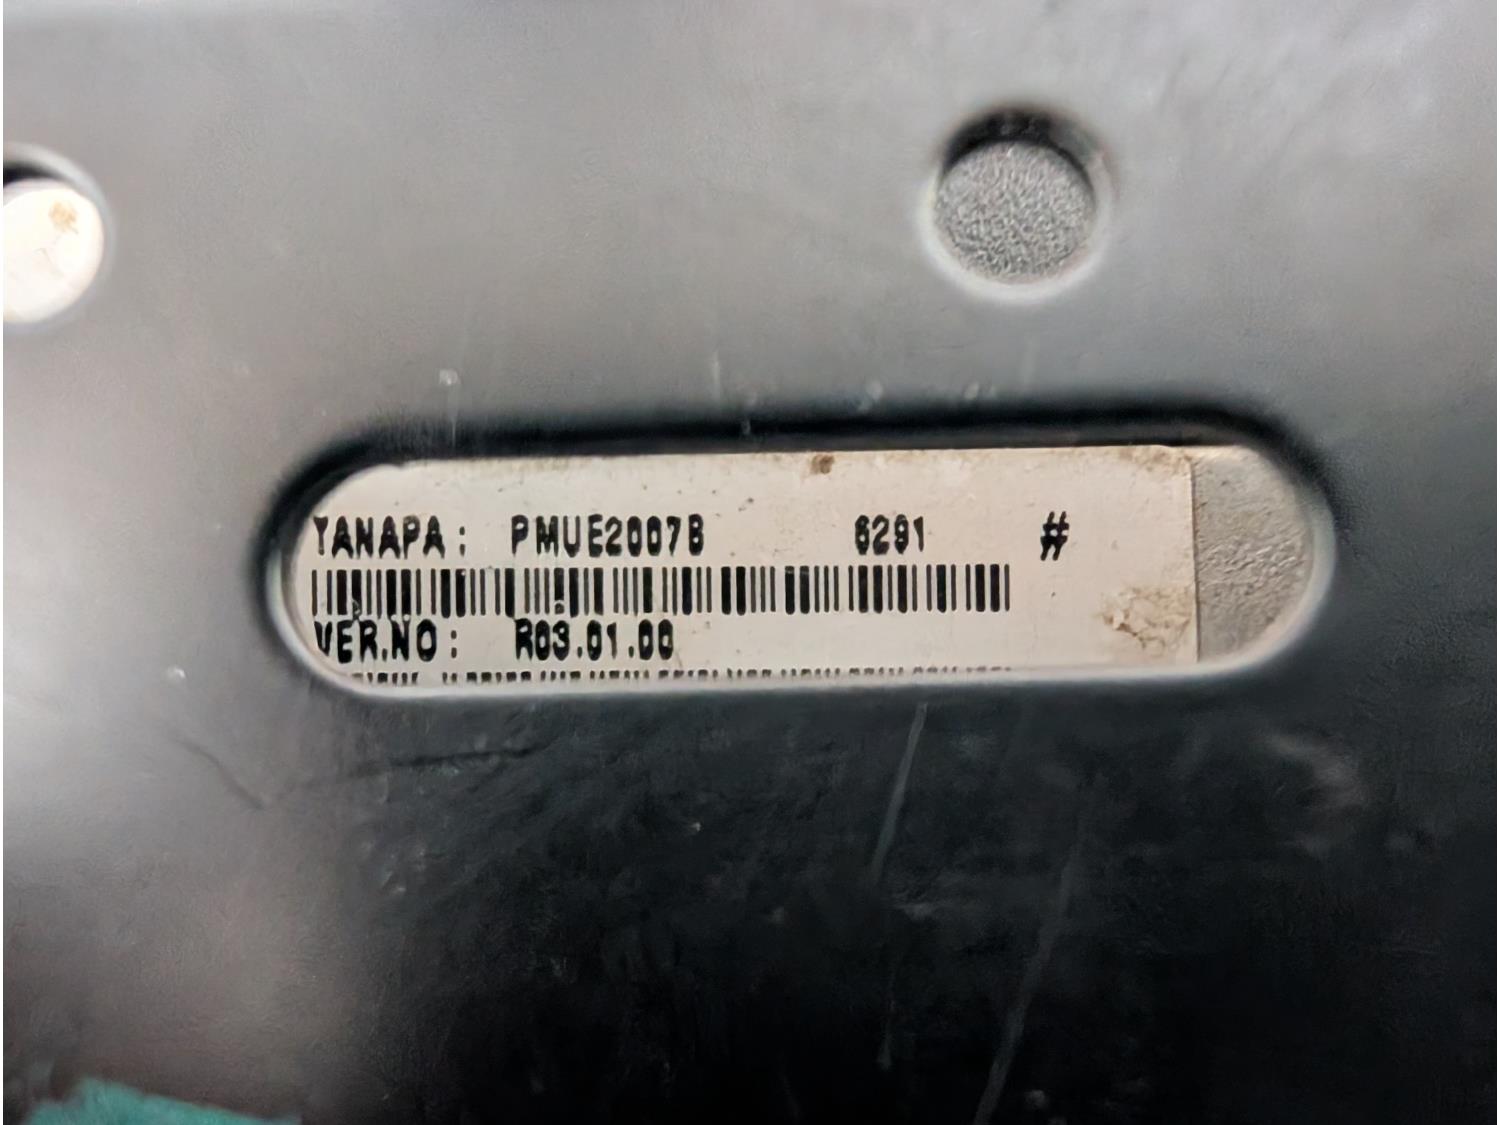 TANAPA: PMUE2007B 6291 #
VER.NO: R03.01.00